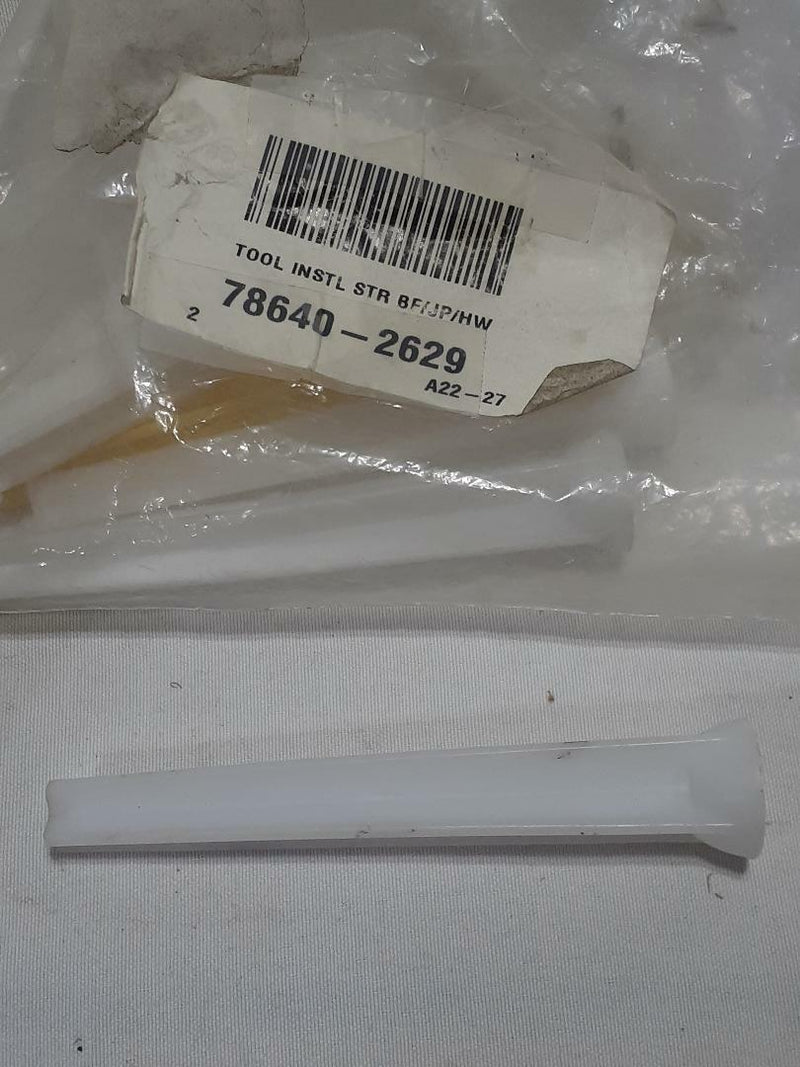 TOOL INSTL STR BF/JP/HW
2 78640-2629
A22-27